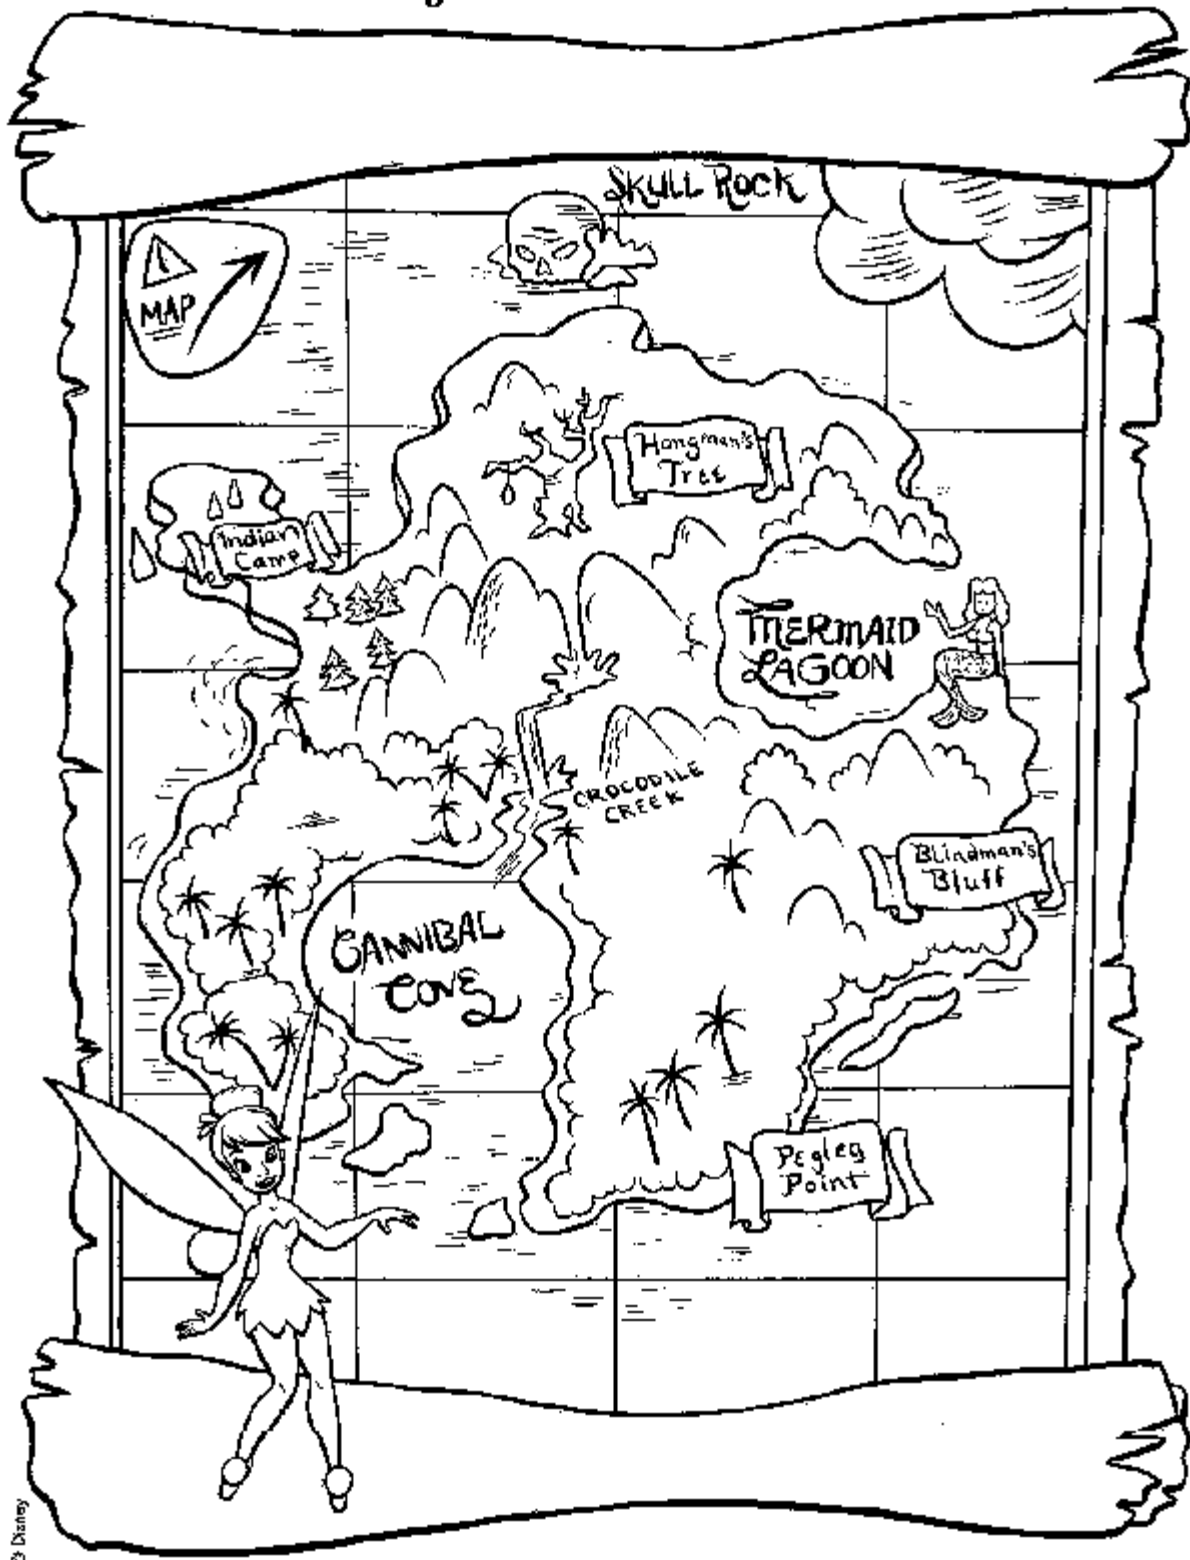 SKULL ROCK
MAP
Hangman's
Tree
Indian
Camp
MERMAID
LAGOON
CROCODILE
CREEK
Blindman's
Bluff
CANNIBAL
COVE
Pegleg
Point
© Disney